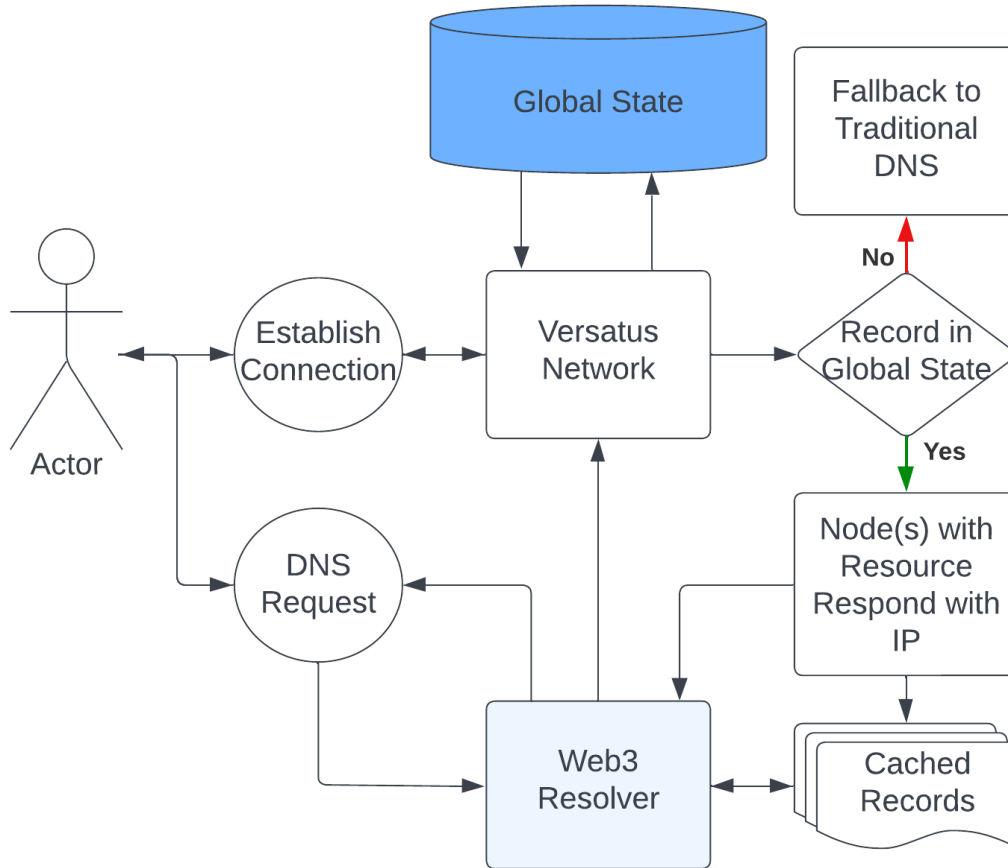 Global State
Fallback to
Traditional
DNS
No
Establish
Connection
Versatus
Network
Record in
Global State
Actor
Yes
DNS
Request
Node(s) with
Resource
Respond with
IP
Web3
Resolver
Cached
Records